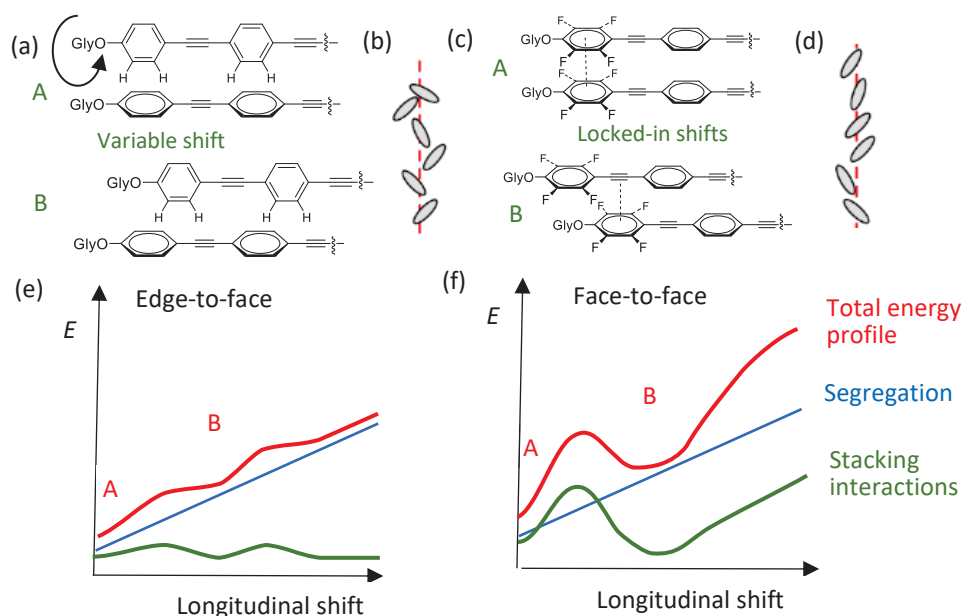 (a)
GlyO
H H H H
A
GlyO
Variable shift
B
GlyO
H H H H
GlyO
(b)
(c)
F F
GlyO
F F
A
F F
GlyO
F F
Locked-in shifts
F F
GlyO
F F
B
F F
GlyO
F F
(d)
(e)
Edge-to-face
E
B
A
Longitudinal shift
(f)
Face-to-face
E
A
B
Total energy
profile
Segregation
Stacking
interactions
Longitudinal shift